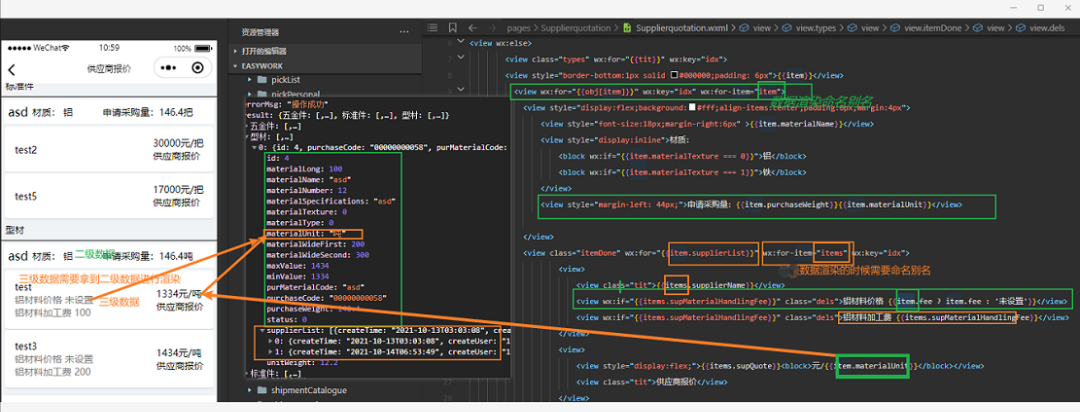 WeChat
10:59
100%
供应商报价
标准件
asd 材质： 铝 申请采购量：146.4把
test2
30000元/把
供应商报价
test5
17000元/把
供应商报价
型材
二级数据
asd 材质： 铝 申请采购量：146.4吨
三级数据需要拿到二级数据进行渲染
test
铝材料价格 未设置
三级数据
铝材料加工费 100
1334元/吨
供应商报价
test3
铝材料价格 未设置
铝材料加工费 200
1434元/吨
供应商报价
资源管理器
打开的编辑器
EASYWORK
pickList
pickPersonal
errorMsg: "操作成功"
result: {五金件: [,…], 标准件: [,…], 型材: [,…]}
五金件: [,…]
型材: [,…]
0: {id: 4, purchaseCode: "00000000058", purMaterialCode:
id: 4
materialLong: 100
materialName: "asd"
materialNumber: 12
materialSpecifications: "asd"
materialTexture: 0
materialType: 0
materialUnit: "吨"
materialWideFirst: 200
materialWideSecond: 300
maxValue: 1434
minValue: 1334
purMaterialCode: "asd"
purchaseCode: "00000000058"
purchaseWeight: 146.4
status: 0
supplierList: [{createTime: "2021-10-13T03:03:08", crea
0: {createTime: "2021-10-13T03:03:08", createUser: "1
1: {createTime: "2021-10-14T06:53:49", createUser: "1
unitWeight: 12.2
标准件: [,…]
shipmentCatalogue
pages > Supplierquotation > Supplierquotation.wxml > view > view.types > view > view.itemDone > view > view.dels
<view wx:else>
<view class="types" wx:for="{{tit}}" wx:key="idx">
<view style="border-bottom:1px solid #000000;padding: 6px">{{item}}</view>
<view wx:for="{{obj[item]}}" wx:key="idx" wx:for-item="item">
数据渲染命名别名
<view style="display:flex;background: #fff;align-items:center;padding:6px;margin:4px">
<view style="font-size:18px;margin-right:6px" >{{item.materialName}}</view>
<view style="display:inline">材质:
<block wx:if="{{item.materialTexture === 0}}">铝</block>
<block wx:if="{{item.materialTexture === 1}}">铁</block>
</view>
<view style="margin-left: 44px;">申请采购量: {{item.purchaseWeight}}{{item.materialUnit}}</view>
</view>
<view class="itemDone" wx:for="{{item.supplierList}}" wx:for-item="items" wx:key="idx">
数据渲染的时候需要命名别名
<view>
<view class="tit">{{items.supplierName}}</view>
<view wx:if="{{items.supMaterialHandlingFee}}" class="dels">铝材料价格 {{item.fee ? item.fee : '未设置'}}</view>
<view wx:if="{{items.supMaterialHandlingFee}}" class="dels">铝材料加工费 {{items.supMaterialHandlingFee}}</view>
</view>
<view>
<view style="display:flex;">{{items.supQuote}}<block>元/{{item.materialUnit}}</block></view>
<view class="tit">供应商报价</view>
</view>